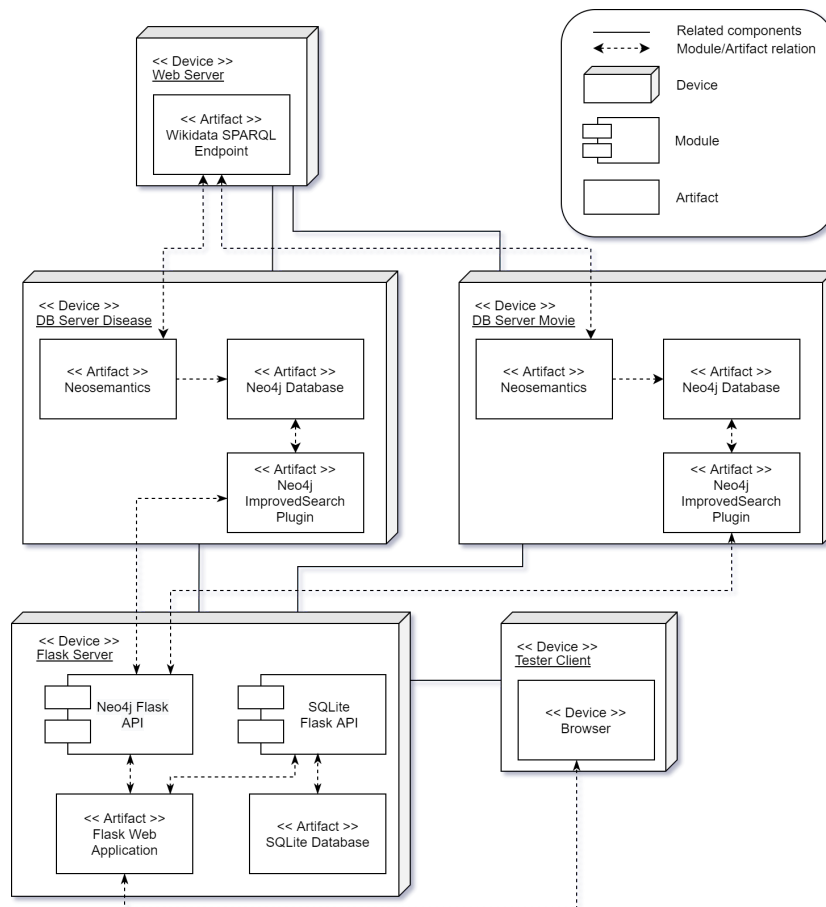 << Device >>
Web Server
<< Artifact >>
Wikidata SPARQL
Endpoint
Related components
Module/Artifact relation
Device
Module
Artifact
<< Device >>
DB Server Disease
<< Artifact >>
Neosemantics
<< Artifact >>
Neo4j Database
<< Artifact >>
Neo4j
ImprovedSearch
Plugin
<< Device >>
DB Server Movie
<< Artifact >>
Neosemantics
<< Artifact >>
Neo4j Database
<< Artifact >>
Neo4j
ImprovedSearch
Plugin
<< Device >>
Flask Server
Neo4j Flask
API
SQLite
Flask API
<< Artifact >>
Flask Web
Application
<< Artifact >>
SQLite Database
<< Device >>
Tester Client
<< Device >>
Browser